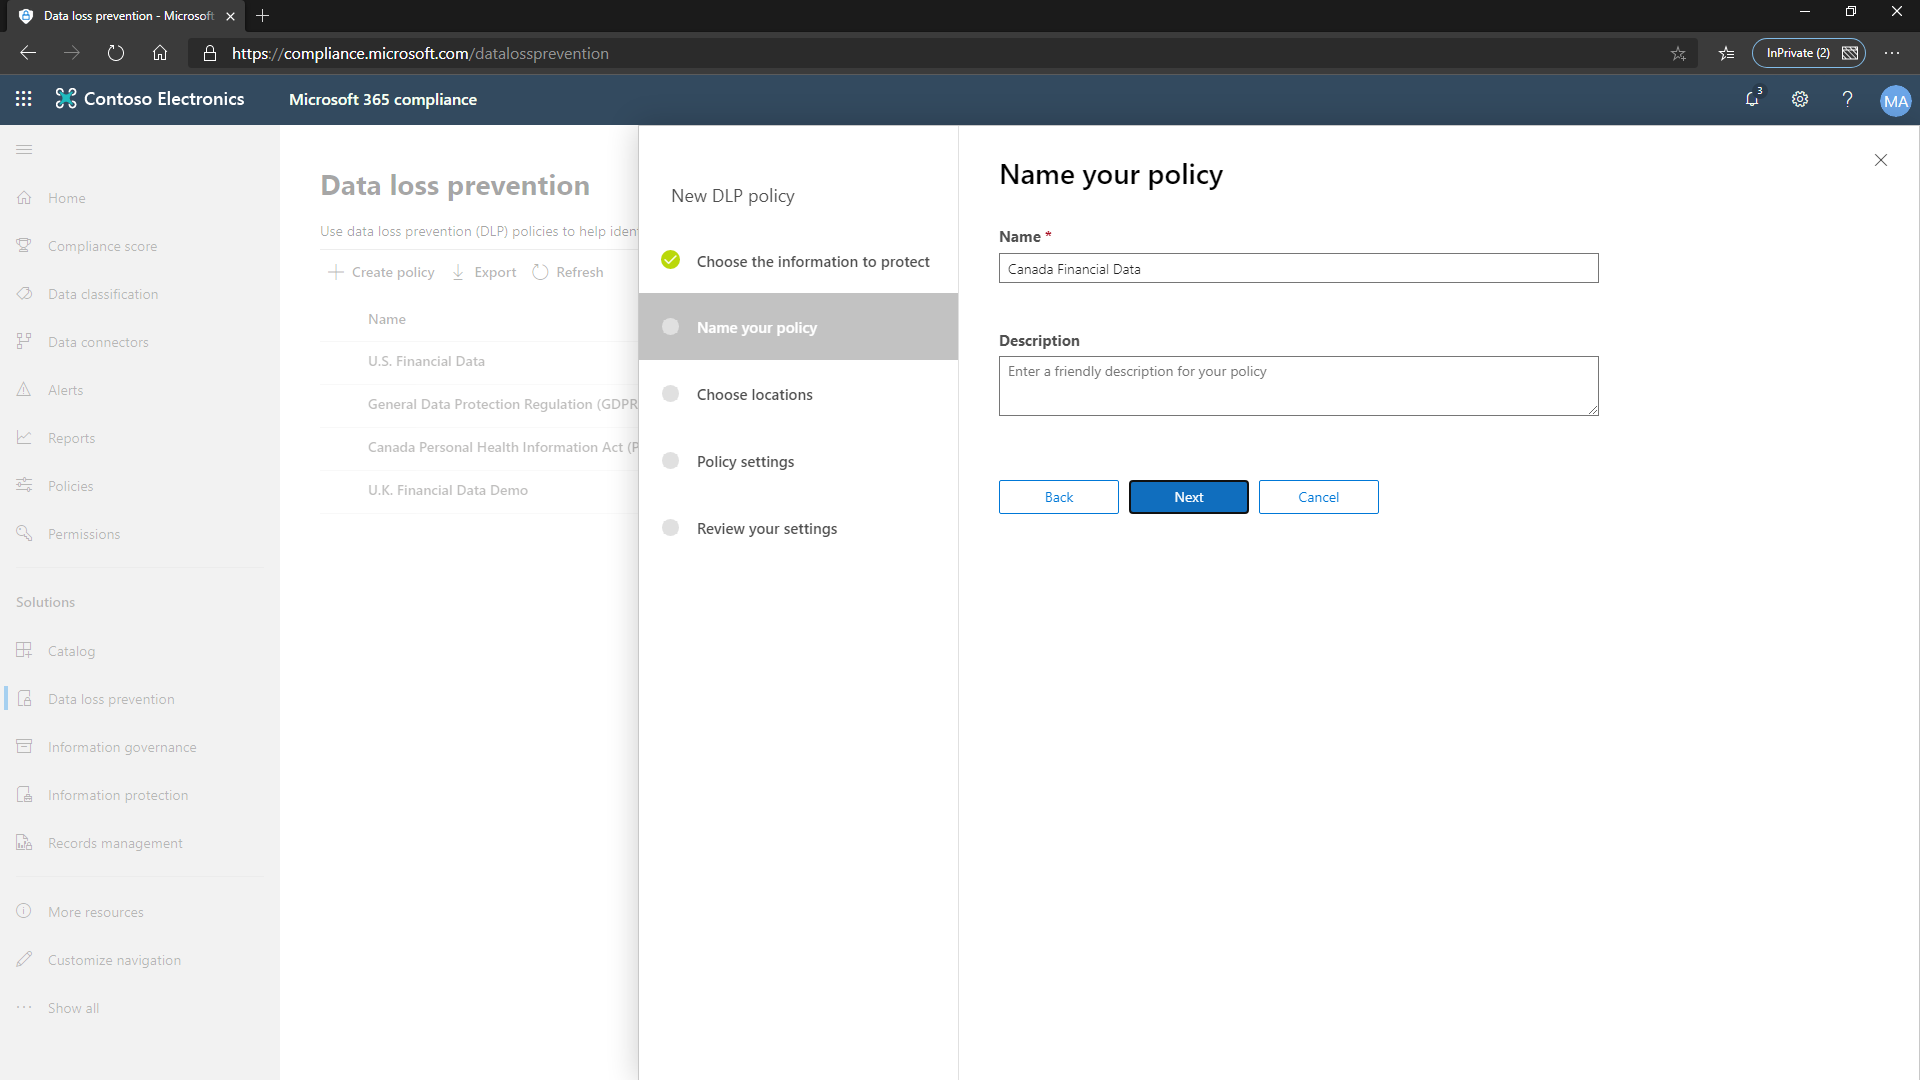 Data loss prevention - Microsoft
https://compliance.microsoft.com/datalossprevention
InPrivate (2)
Contoso Electronics
Microsoft 365 compliance
3
MA
Home
Compliance score
Data classification
Data connectors
Alerts
Reports
Policies
Permissions
Solutions
Catalog
Data loss prevention
Information governance
Information protection
Records management
More resources
Customize navigation
Show all
Data loss prevention
Use data loss prevention (DLP) policies to help iden
Create policy
Export
Refresh
Name
U.S. Financial Data
General Data Protection Regulation (GDPR
Canada Personal Health Information Act (P
U.K. Financial Data Demo
New DLP policy
Choose the information to protect
Name your policy
Choose locations
Policy settings
Review your settings
Name your policy
Name *
Canada Financial Data
Description
Enter a friendly description for your policy
Back
Next
Cancel